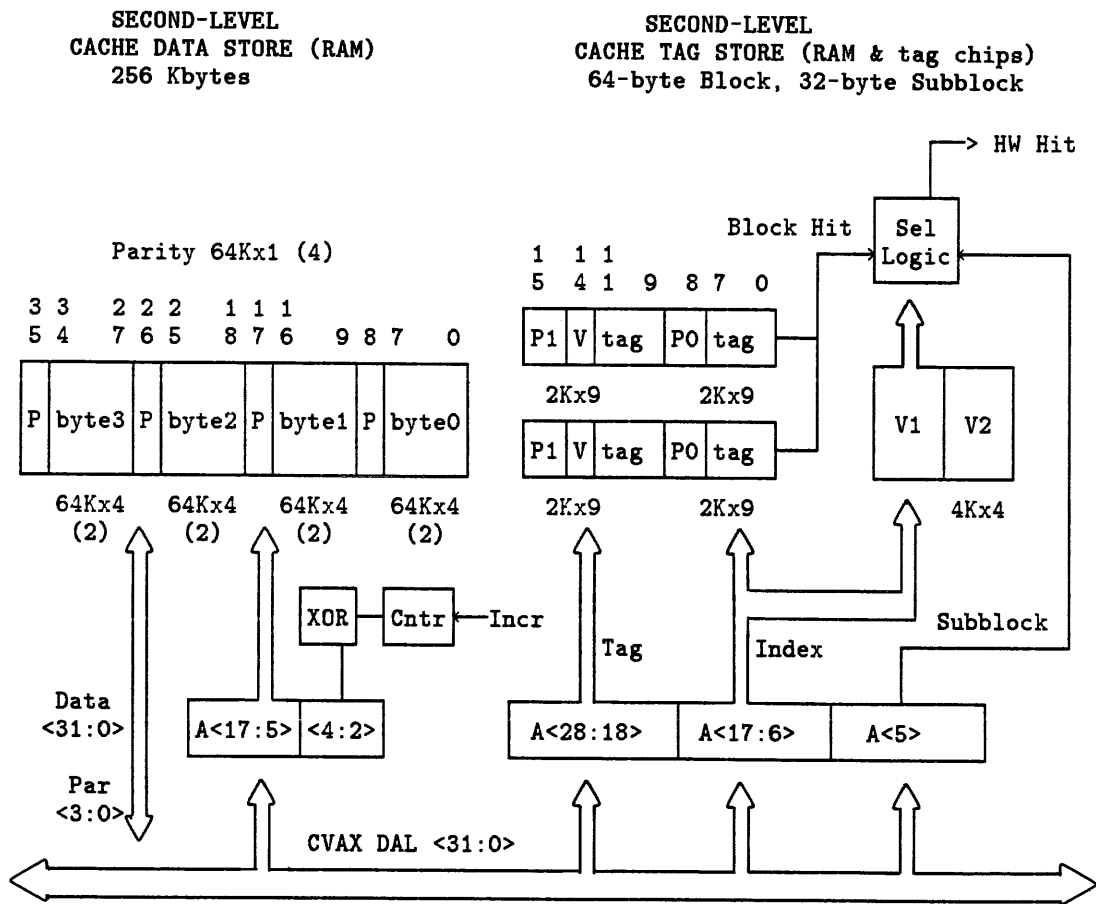 SECOND-LEVEL
CACHE DATA STORE (RAM)
256 Kbytes
SECOND-LEVEL
CACHE TAG STORE (RAM & tag chips)
64-byte Block, 32-byte Subblock
HW Hit
Block Hit
Sel
Logic
Parity 64Kx1 (4)
3 3 2 2 2 1 1 1
5 4 7 6 5 8 7 6 9 8 7 0
P byte3 P byte2 P byte1 P byte0
64Kx4 64Kx4 64Kx4 64Kx4
(2) (2) (2) (2)
1 1 1
5 4 1 9 8 7 0
P1 V tag P0 tag
2Kx9 2Kx9
P1 V tag P0 tag
2Kx9 2Kx9
V1 V2
4Kx4
XOR Cntr Incr
Tag
Index
Subblock
Data
<31:0>
Par
<3:0>
A<17:5> <4:2>
A<28:18> A<17:6> A<5>
CVAX DAL <31:0>